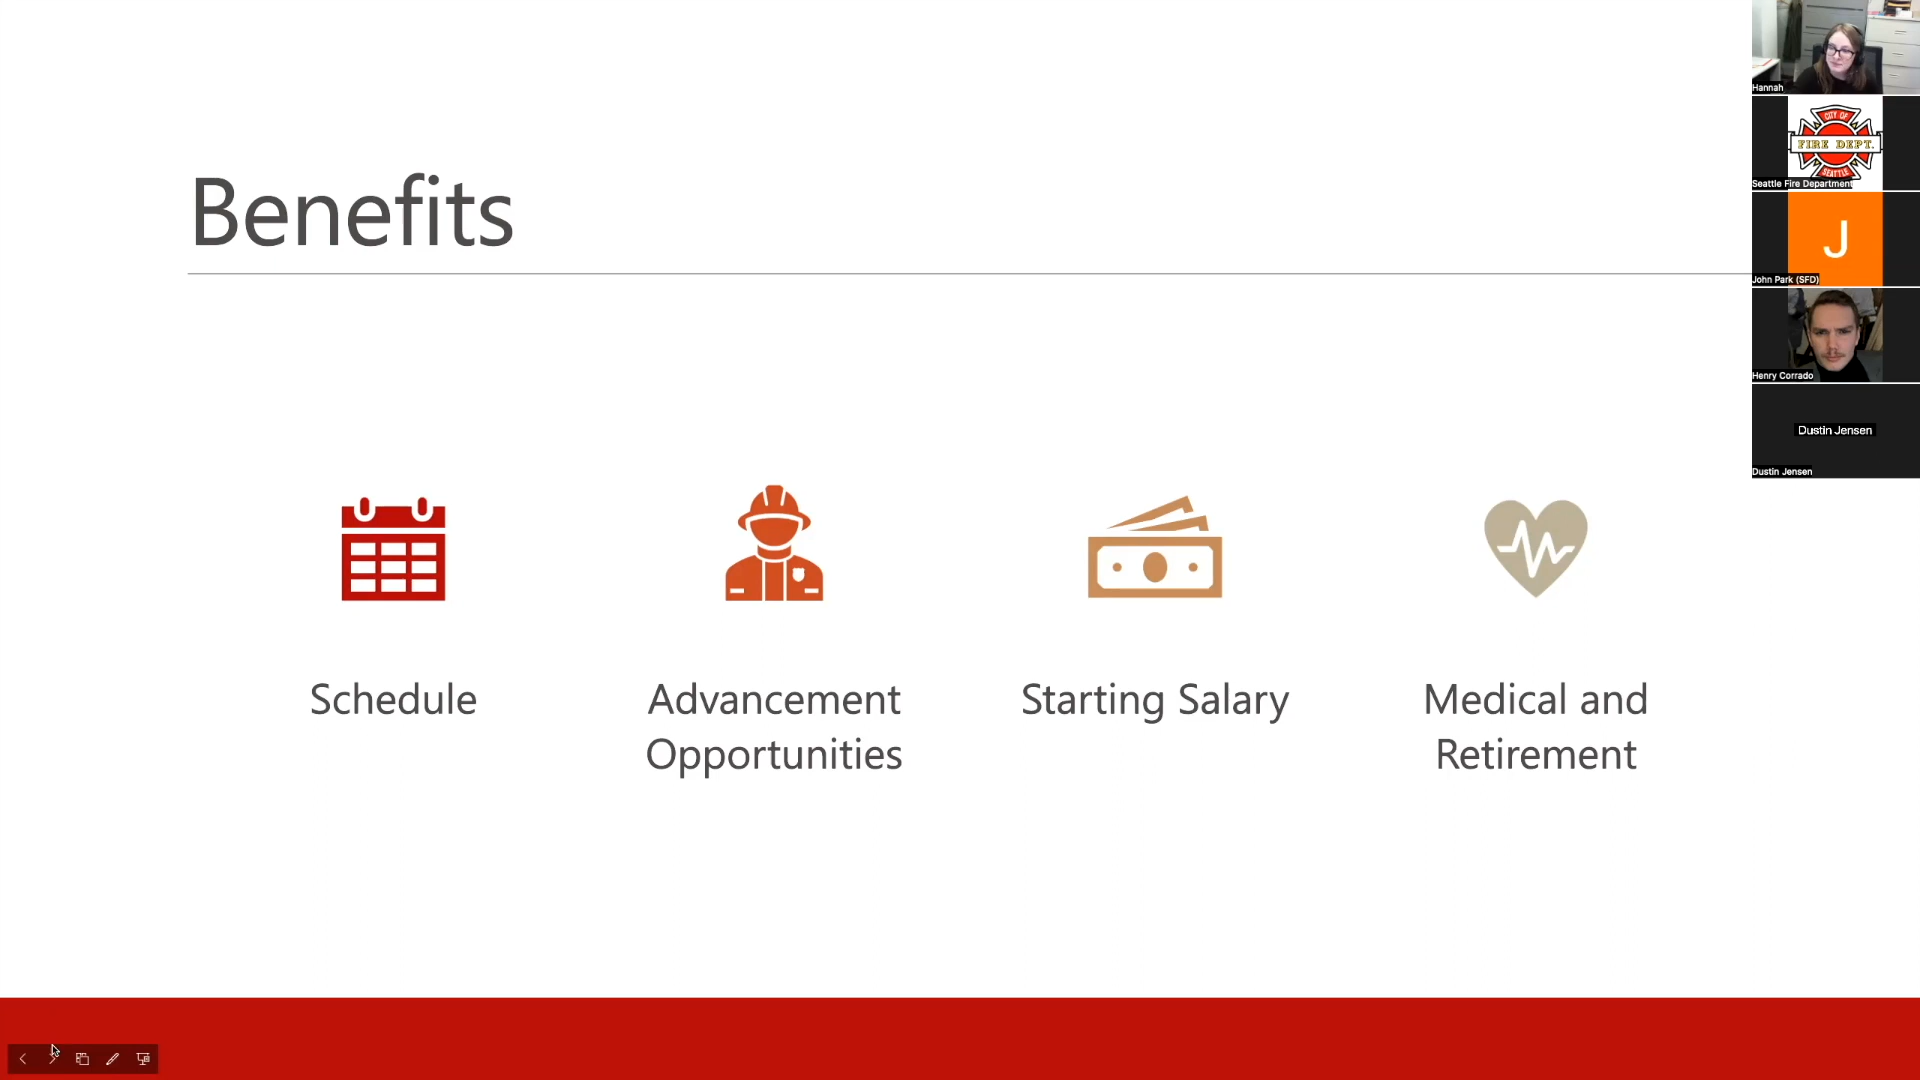 Benefits
Schedule
Advancement
Opportunities
Starting Salary
Medical and
Retirement
Hannah
CITY OF
FIRE DEPT.
SEATTLE
Seattle Fire Department
J
John Park (SFD)
Henry Corrado
Dustin Jensen
Dustin Jensen